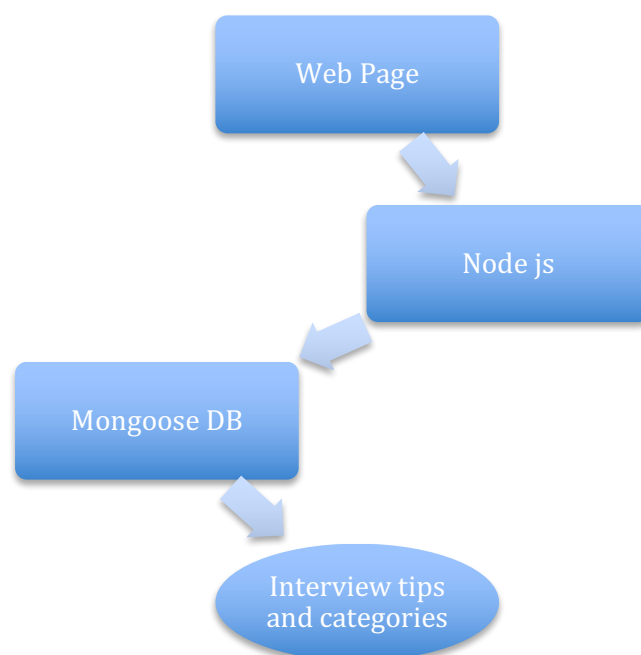 Web Page
Node js
Mongoose DB
Interview tips
and categories